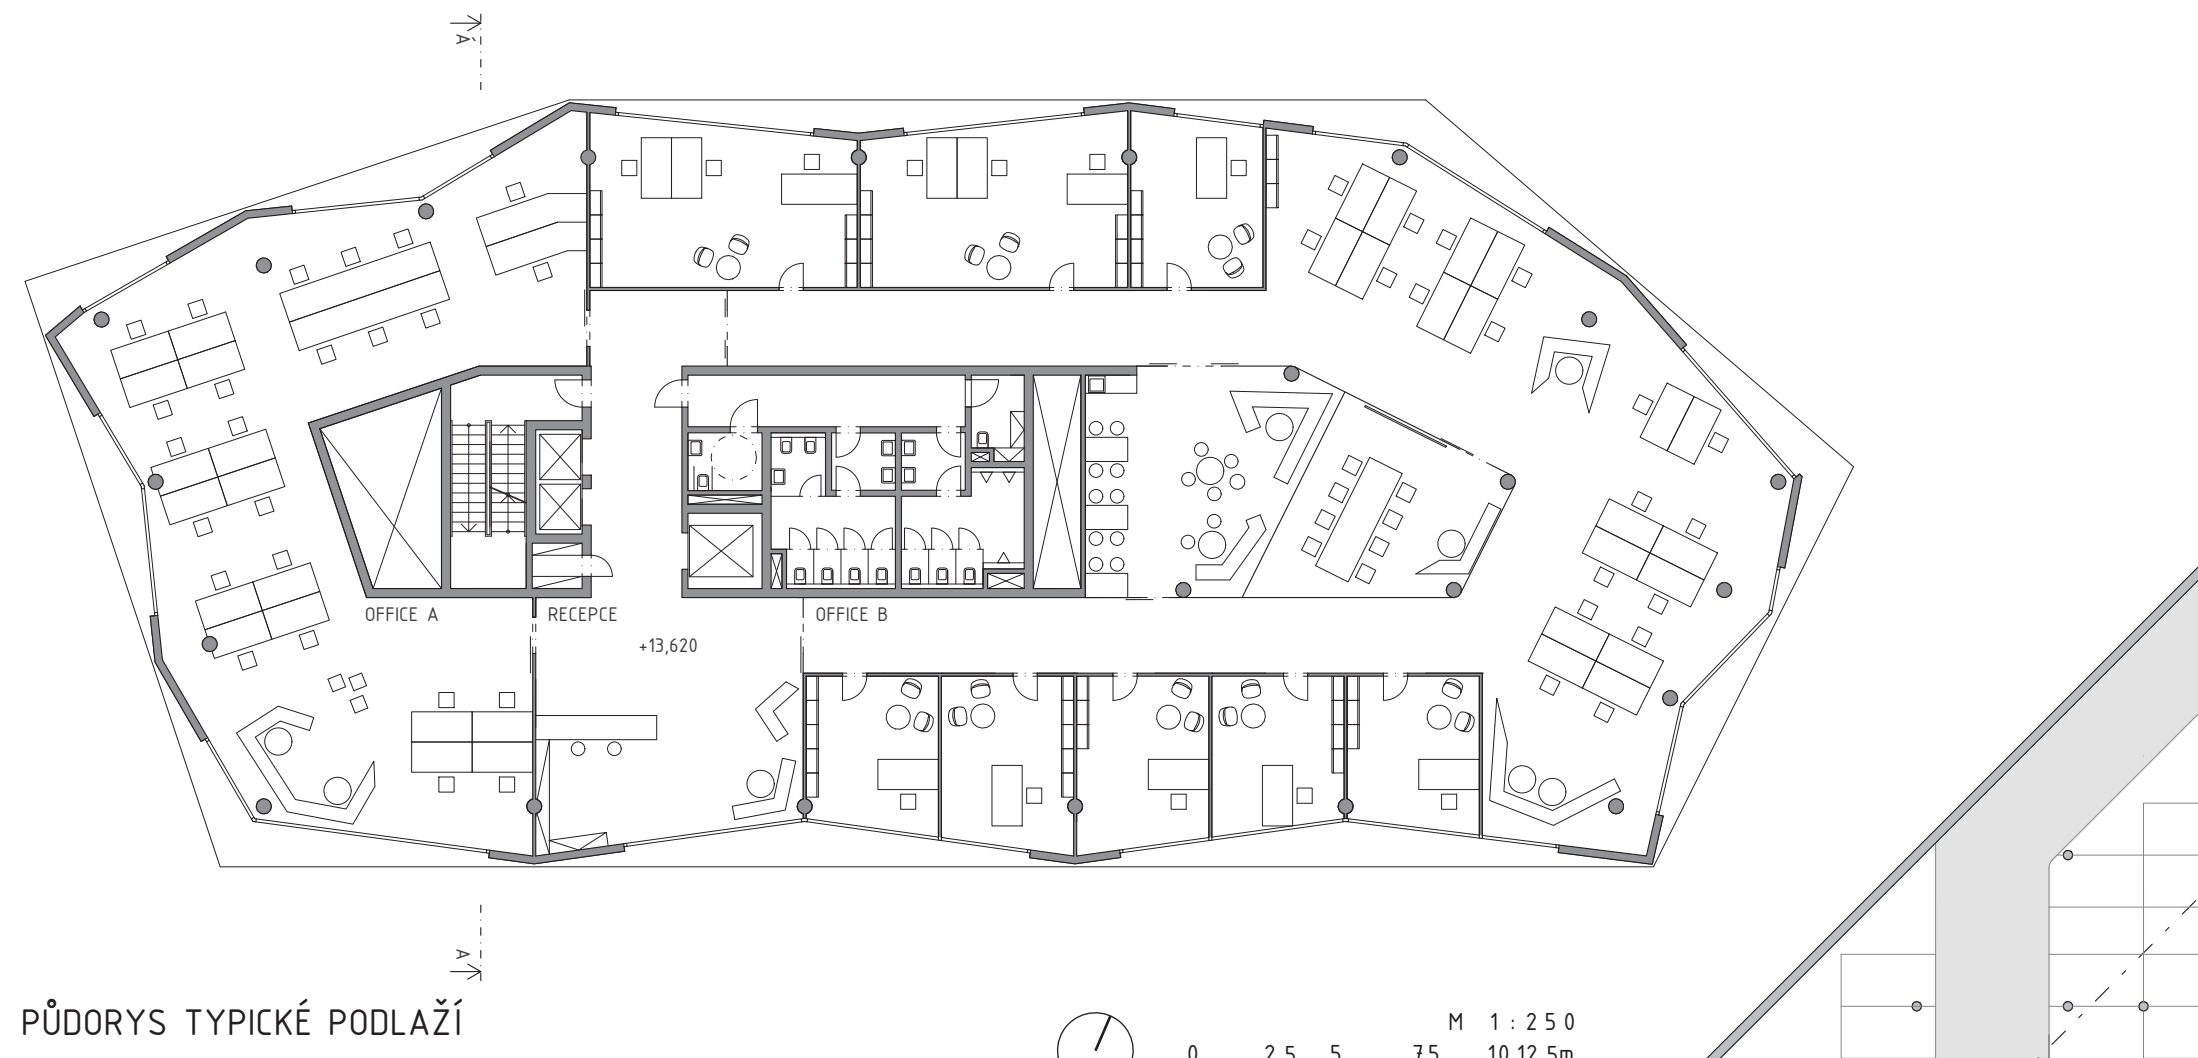 A'
OFFICE A
RECEPCE
OFFICE B
+13,620
A
PŮDORYS TYPICKÉ PODLAŽÍ
M 1:250
0 2,5 5 7,5 10 12,5m